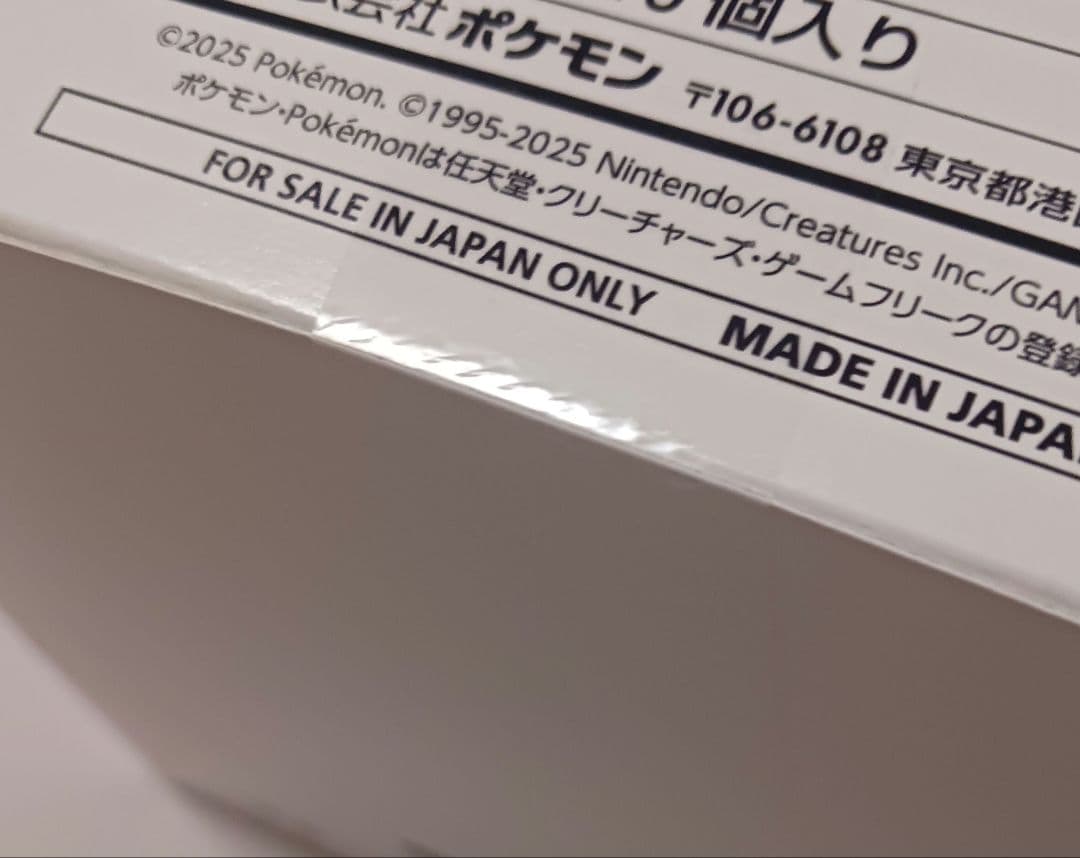 個入り
会社 ポケモン 〒106-6108 東京都港
©2025 Pokémon. ©1995-2025 Nintendo/Creatures Inc./GAM
ポケモン・Pokémonは任天堂・クリーチャーズ・ゲームフリークの登録
FOR SALE IN JAPAN ONLY MADE IN JAPA